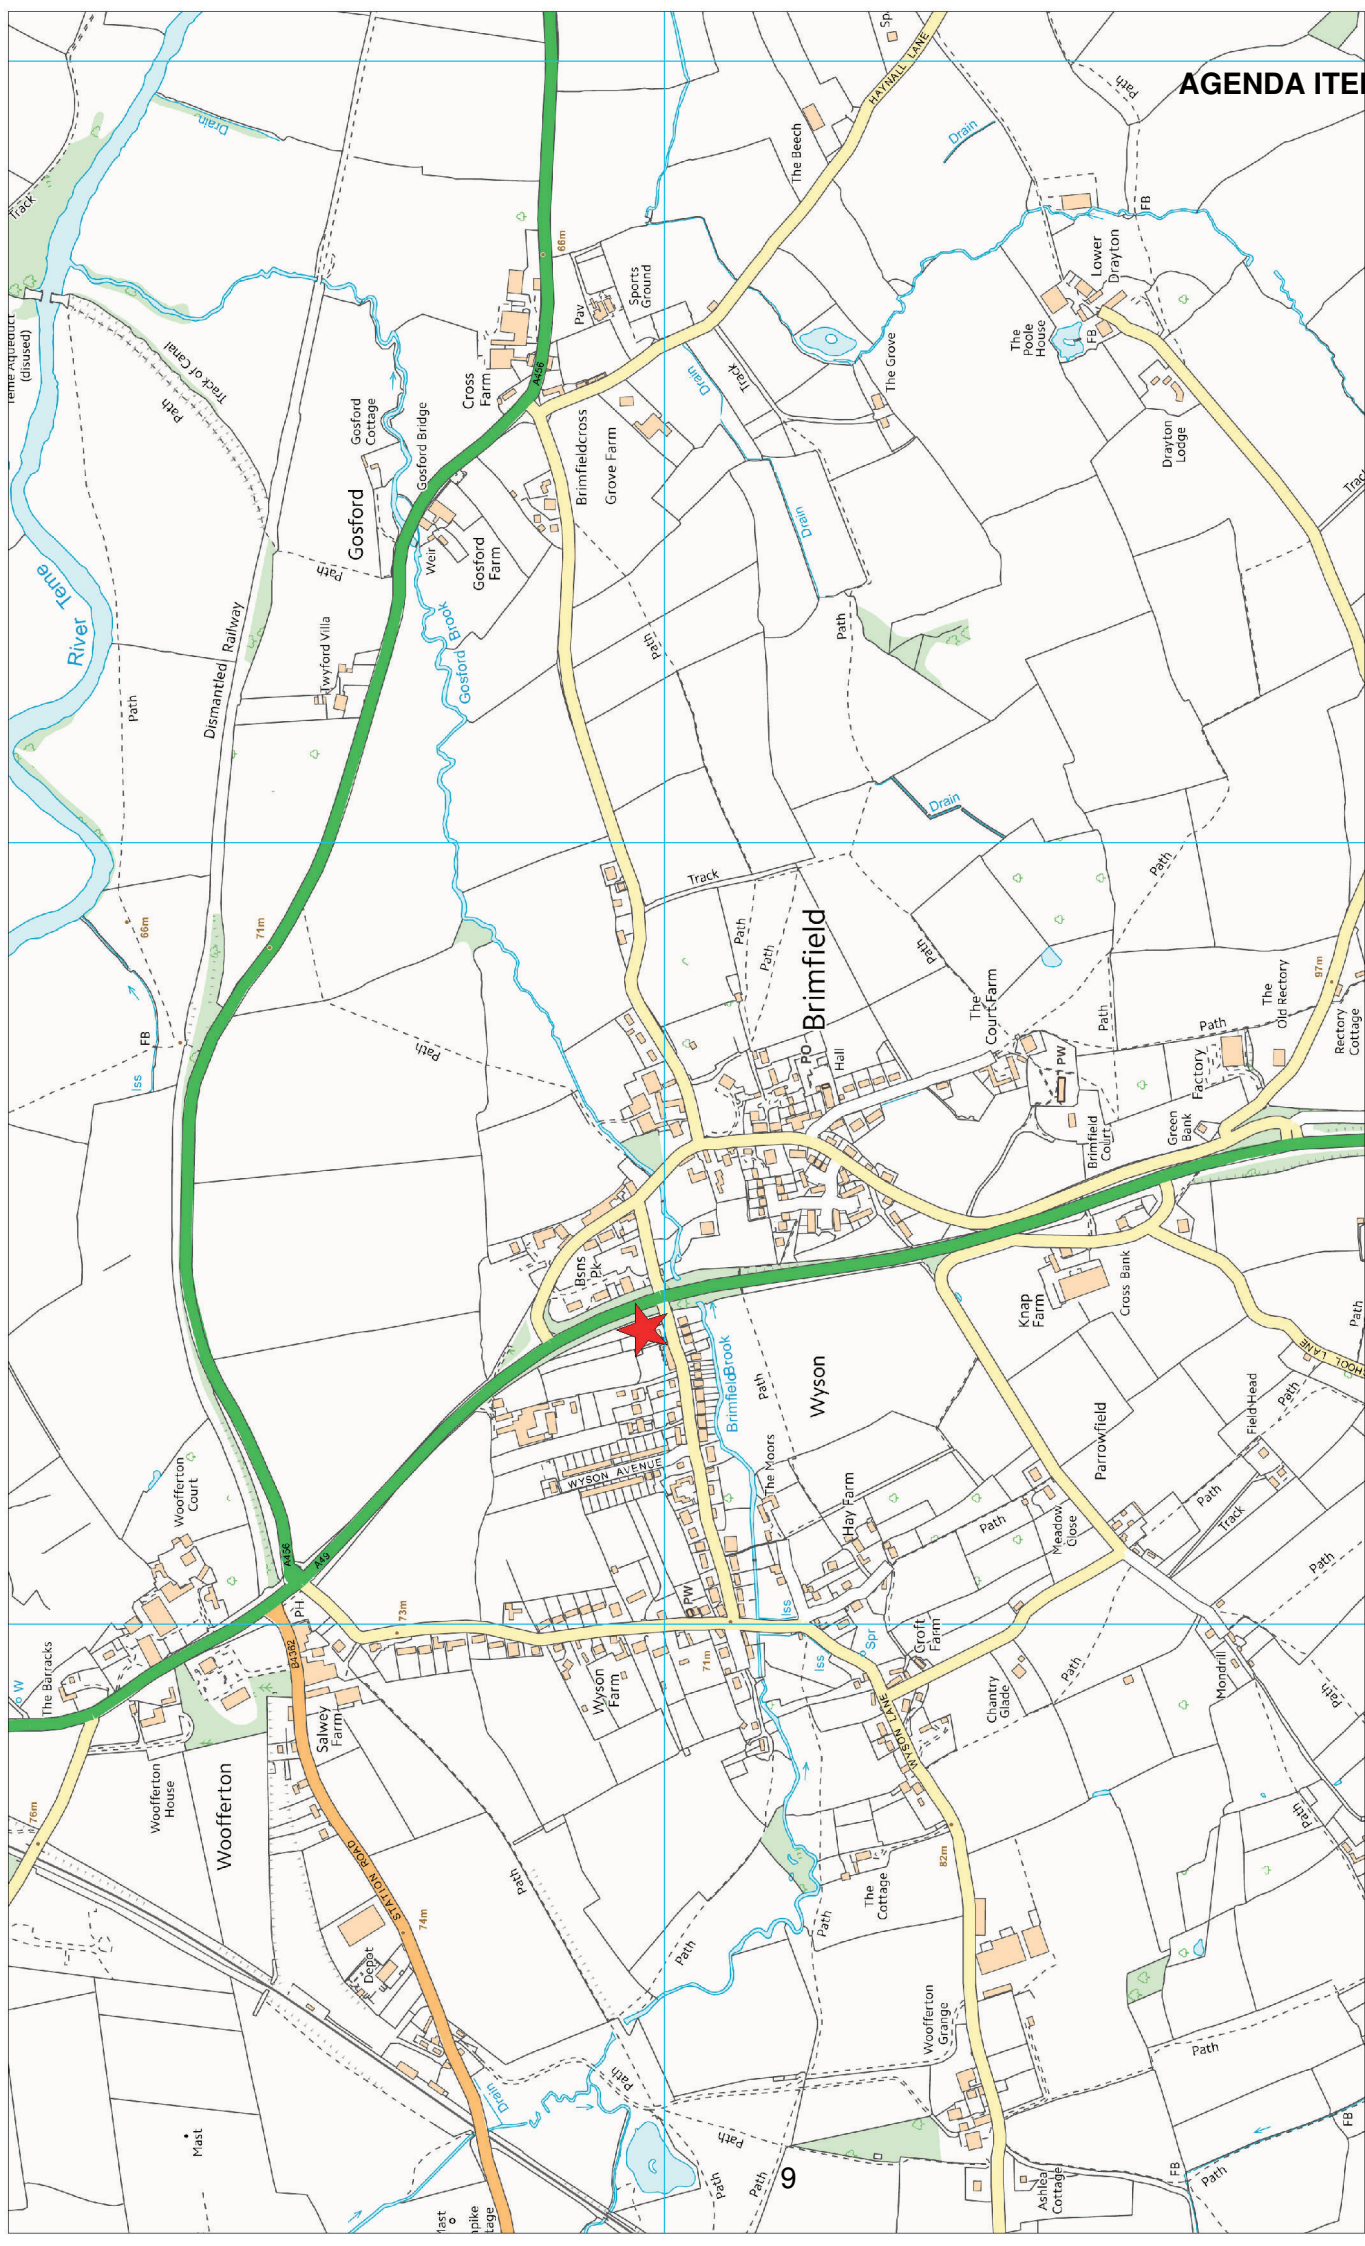 AGENDA ITE
Path
HAYNALL LANE
Sp
Drain
The Beech
Drain
Track
FB
Lower
Drayton
66m
Sports
Ground
Pav
Teme Aqueduct
(disused)
Track of Canal
Path
The
Poole
House
FB
Track
Drain
The Grove
A456
Cross
Farm
Gosford
Cottage
Gosford Bridge
Brimfieldcross
Grove Farm
Drayton
Lodge
Gosford
Weir
Gosford
Farm
Drain
Path
River Teme
Dismantled Railway
Twyford Villa
Gosford Brook
Path
Path
Path
Drain
Track
Path
66m
71m
Path
Path
Brimfield
Path
The
Court Farm
97m
The
Old Rectory
Rectory
Cottage
FB
Iss
Path
PO
Hall
PW
Path
Path
Factory
Green
Bank
Brimfield
Court
Bsns
Pk
Knap
Farm
Cross Bank
Path
HOOL LANE
Brimfield Brook
Path
Wyson
Field Head
Path
Parrowfield
WYSON AVENUE
The Moors
Hay Farm
Path
Meadow
Close
Path
Track
Path
Woofferton
Court
A456
A49
PH
B4362
73m
PW
Iss
71m
Iss
Spr
Croft
Farm
Path
Mondrill
Path
W
The Barracks
Salwey
Farm
Wyson
Farm
WYSON LANE
Chantry
Glade
Woofferton
House
Woofferton
76m
STATION ROAD
74m
Path
82m
The
Cottage
Path
Path
Path
Depot
Woofferton
Grange
Path
Drain
Path
Mast
Path
Path
Path
9
Ashlea
Cottage
FB
Path
FB